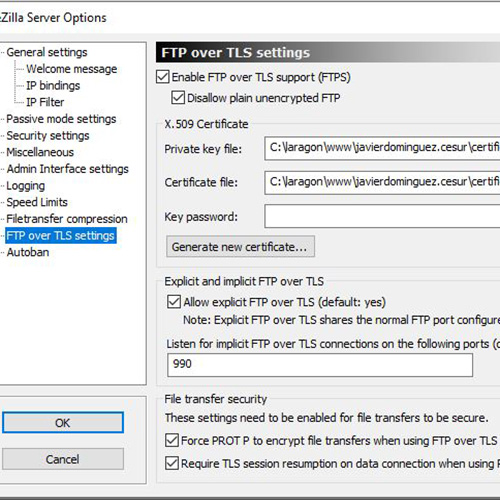 eZilla Server Options
General settings
Welcome message
IP bindings
IP Filter
Passive mode settings
Security settings
Miscellaneous
Admin Interface settings
Logging
Speed Limits
Filetransfer compression
FTP over TLS settings
Autoban
OK
Cancel
FTP over TLS settings
Enable FTP over TLS support (FTPS)
Disallow plain unencrypted FTP
X.509 Certificate
Private key file: C:\laragon\www\javierdominguez.cesur\certific
Certificate file: C:\laragon\www\javierdominguez.cesur\certific
Key password:
Generate new certificate...
Explicit and implicit FTP over TLS
Allow explicit FTP over TLS (default: yes)
Note: Explicit FTP over TLS shares the normal FTP port configure
Listen for implicit FTP over TLS connections on the following ports (d
990
File transfer security
These settings need to be enabled for file transfers to be secure.
Force PROT P to encrypt file transfers when using FTP over TLS
Require TLS session resumption on data connection when using P